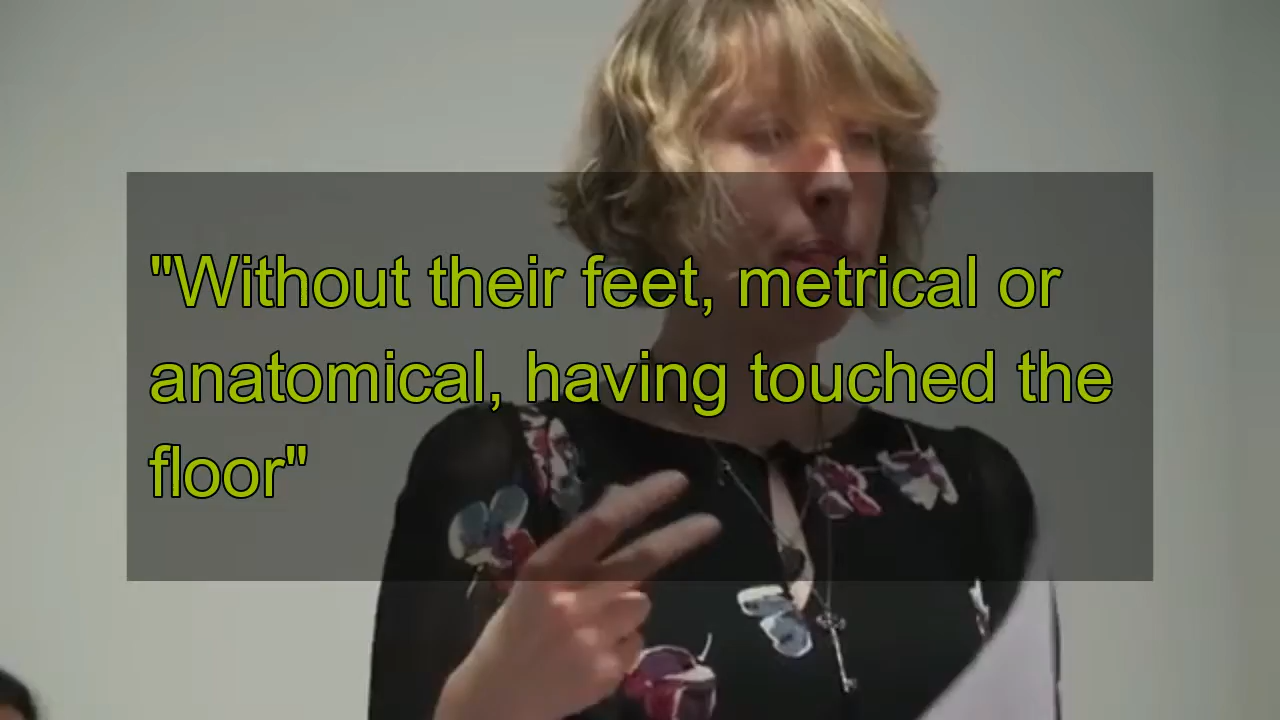 "Without their feet, metrical or
anatomical, having touched the
floor"